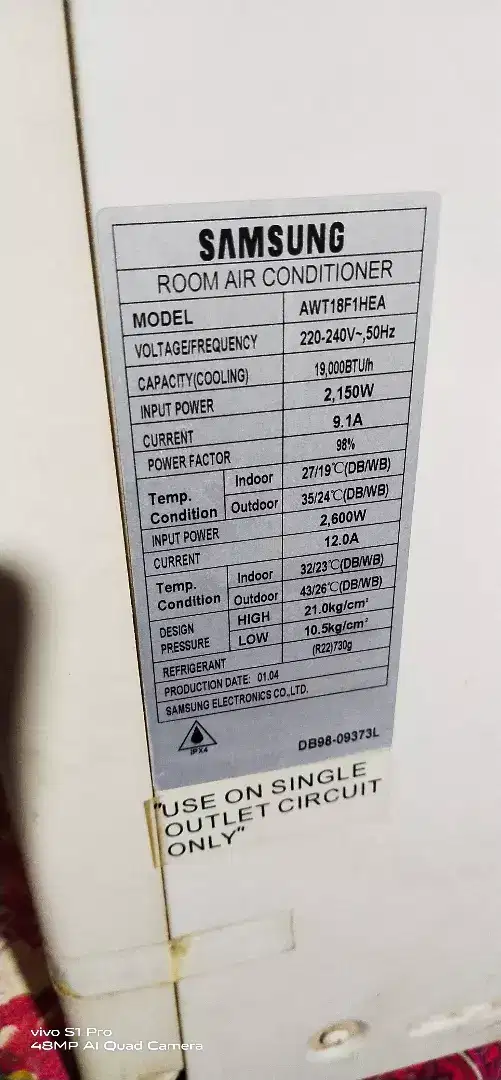 SAMSUNG
ROOM AIR CONDITIONER
MODEL AWT18F1HEA
VOLTAGE/FREQUENCY 220-240V~,50Hz
CAPACITY(COOLING) 19,000BTU/h
INPUT POWER 2,150W
CURRENT 9.1A
POWER FACTOR 98%
Temp. Condition Indoor 27/19℃(DB/WB)
Outdoor 35/24℃(DB/WB)
INPUT POWER 2,600W
CURRENT 12.0A
Temp. Condition Indoor 32/23℃(DB/WB)
Outdoor 43/26℃(DB/WB)
DESIGN PRESSURE HIGH 21.0kg/cm²
LOW 10.5kg/cm²
REFRIGERANT (R22)730g
PRODUCTION DATE: 01.04
SAMSUNG ELECTRONICS CO.,LTD.
IPX4
DB98-09373L
"USE ON SINGLE
OUTLET CIRCUIT
ONLY"
vivo S1 Pro
48MP AI Quad Camera